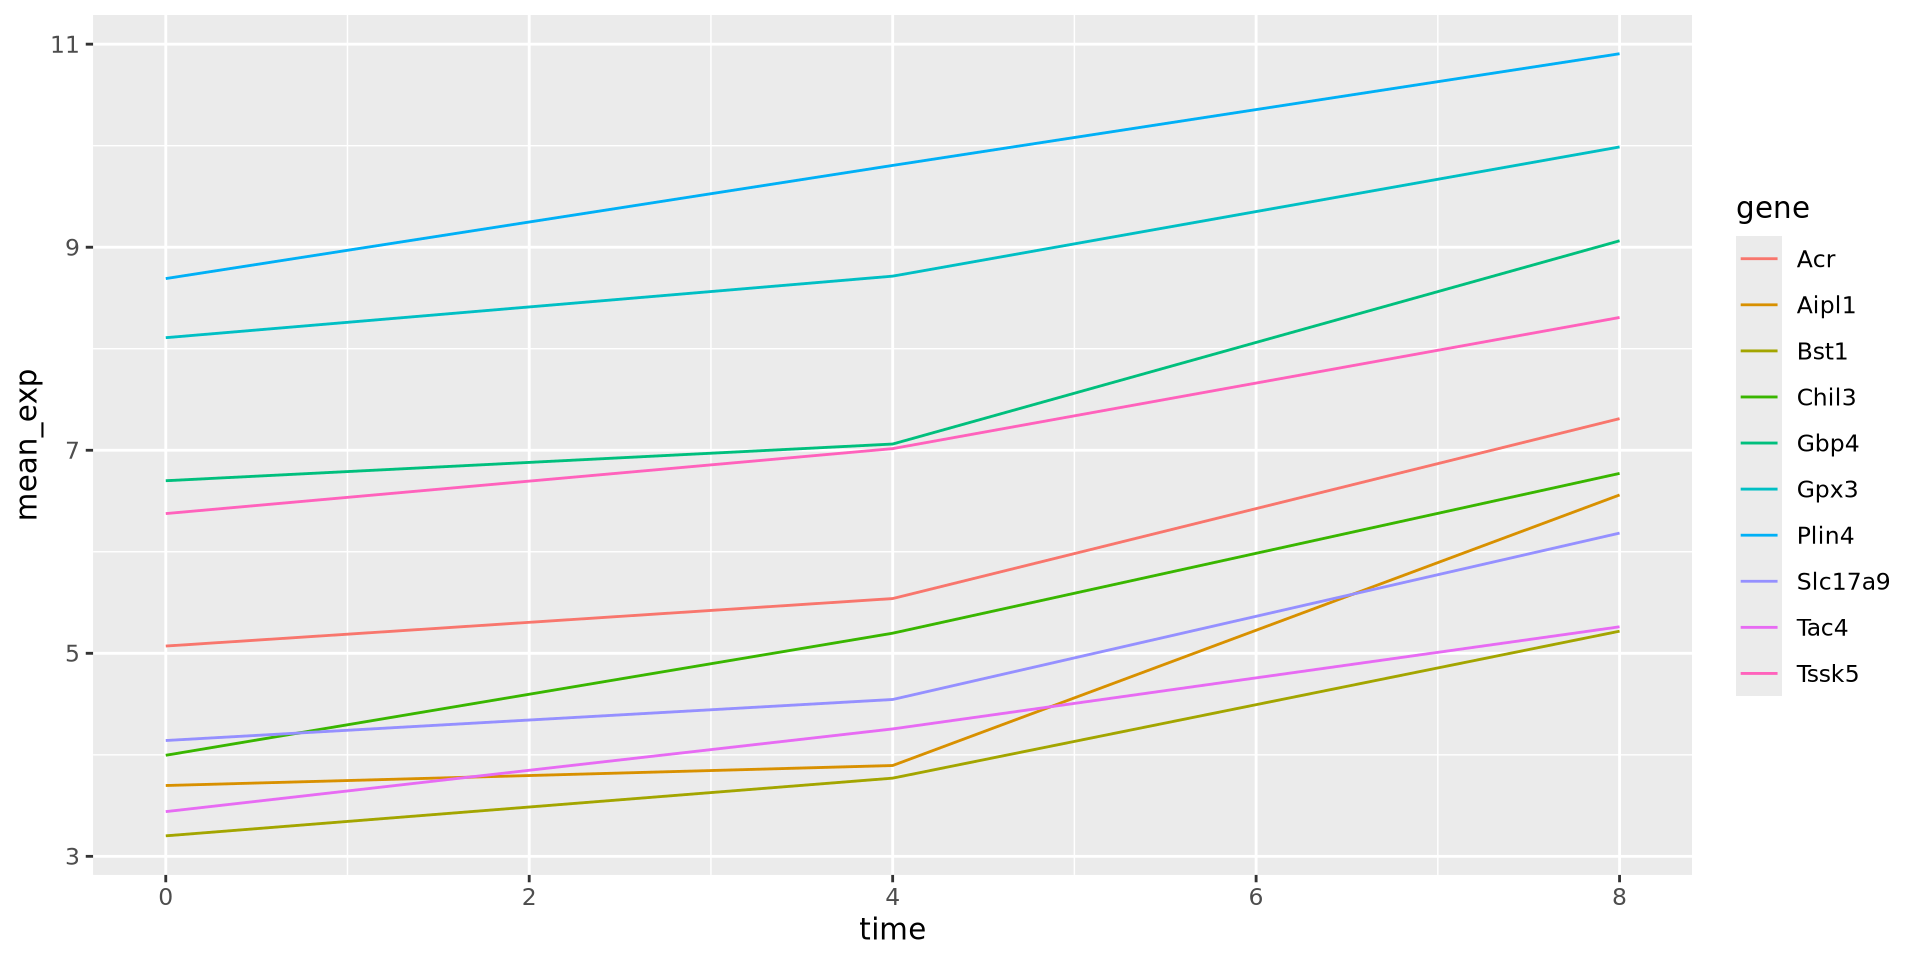 mean_exp
11
9
7
5
3
0 2 4 6 8
time
gene
Acr
Aipl1
Bst1
Chil3
Gbp4
Gpx3
Plin4
Slc17a9
Tac4
Tssk5